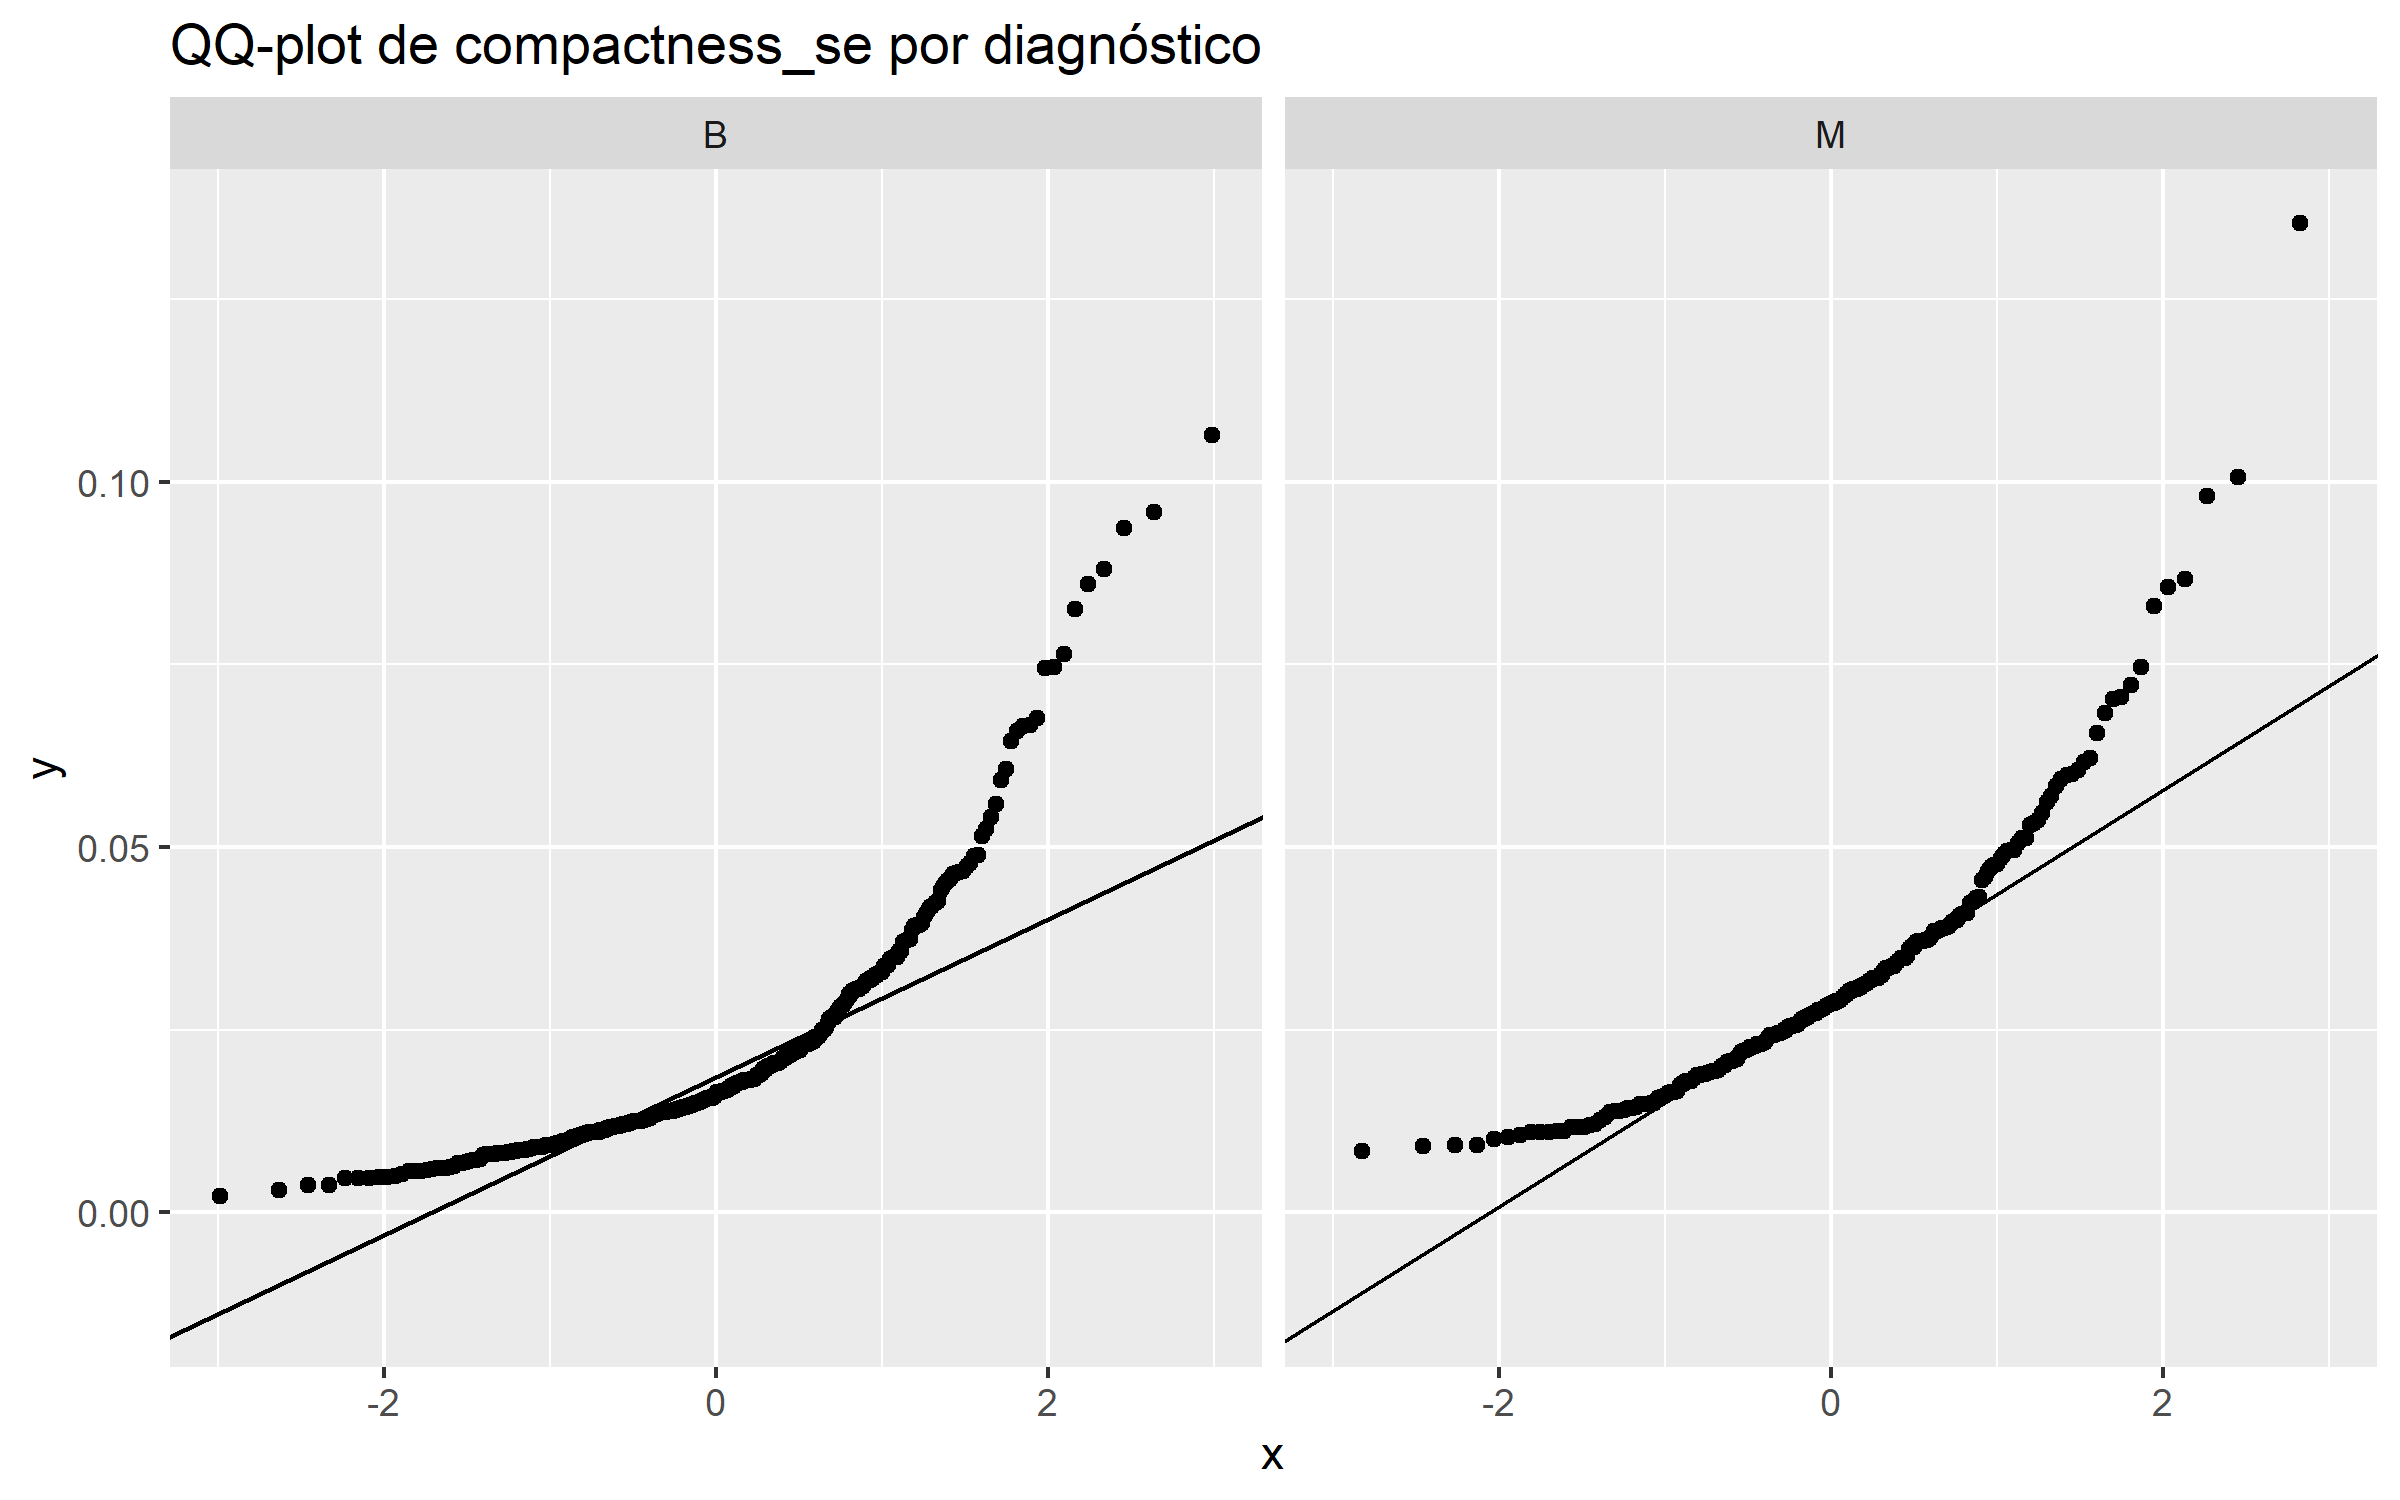 QQ-plot de compactness_se por diagnóstico
B
M
0.10
0.05
0.00
y
-2 0 2
-2 0 2
x